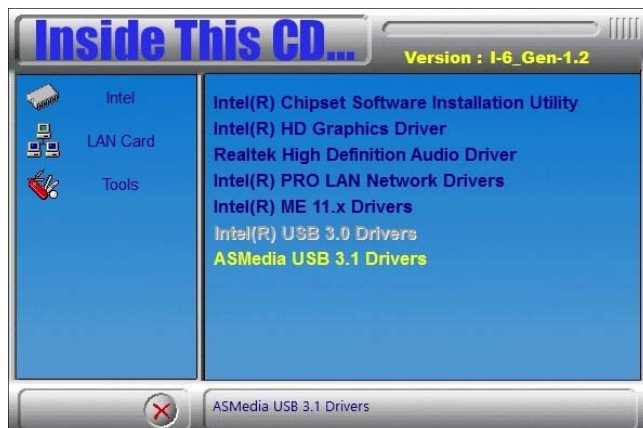 Inside This CD...
Version : I-6_Gen-1.2
Intel
LAN Card
Tools
Intel(R) Chipset Software Installation Utility
Intel(R) HD Graphics Driver
Realtek High Definition Audio Driver
Intel(R) PRO LAN Network Drivers
Intel(R) ME 11.x Drivers
Intel(R) USB 3.0 Drivers
ASMedia USB 3.1 Drivers
ASMedia USB 3.1 Drivers